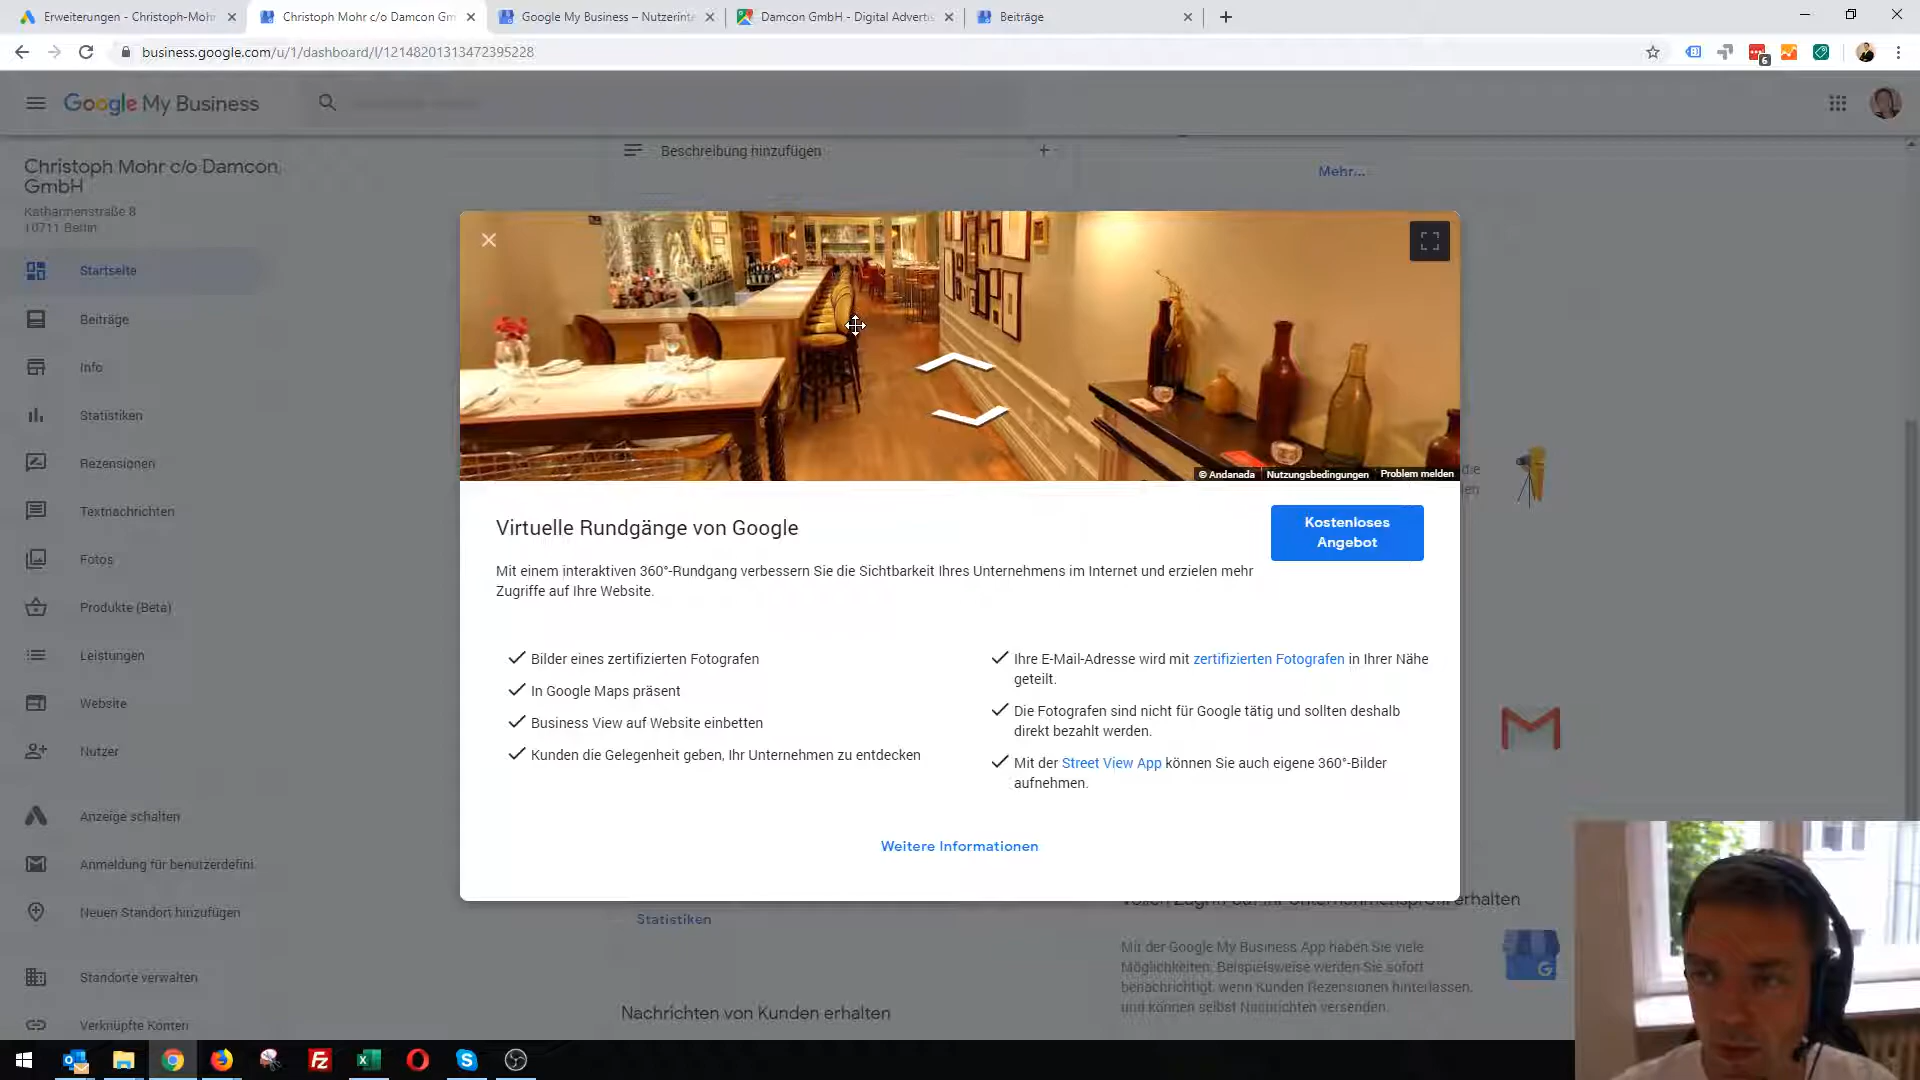 Erweiterungen - Christoph-Mohr
Christoph Mohr c/o Damcon Gm
Google My Business – Nutzerinte
Damcon GmbH - Digital Advertis
Beiträge
business.google.com/u/1/dashboard/l/12148201313472395228
6
Google My Business
Christoph Mohr c/o Damcon
GmbH
Katharinenstraße 8
10711 Berlin
Startseite
Beiträge
Info
Statistiken
Rezensionen
Textnachrichten
Fotos
Produkte (Beta)
Leistungen
Website
Nutzer
Anzeige schalten
Anmeldung für benutzerdefini
Neuen Standort hinzufügen
Standorte verwalten
Verknüpfte Konten
Beschreibung hinzufügen
Mehr...
© Andanada
Nutzungsbedingungen
Problem melden
Virtuelle Rundgänge von Google
Kostenloses
Angebot
Mit einem interaktiven 360°-Rundgang verbessern Sie die Sichtbarkeit Ihres Unternehmens im Internet und erzielen mehr
Zugriffe auf Ihre Website.
Bilder eines zertifizierten Fotografen
In Google Maps präsent
Business View auf Website einbetten
Kunden die Gelegenheit geben, Ihr Unternehmen zu entdecken
Ihre E-Mail-Adresse wird mit zertifizierten Fotografen in Ihrer Nähe
geteilt.
Die Fotografen sind nicht für Google tätig und sollten deshalb
direkt bezahlt werden.
Mit der Street View App können Sie auch eigene 360°-Bilder
aufnehmen.
Weitere Informationen
die
Statistiken
Nachrichten von Kunden erhalten
Vollen Zugriff auf Ihr Unternehmensprofil erhalten
Mit der Google My Business App haben Sie viele
Möglichkeiten. Beispielsweise werden Sie sofort
benachrichtigt, wenn Kunden Rezensionen hinterlassen,
und können selbst Nachrichten versenden.